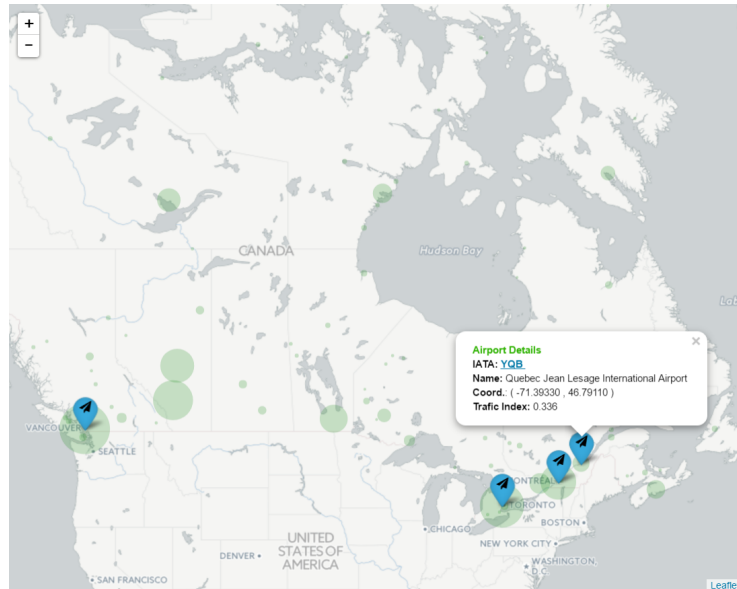 +
−
CANADA
Hudson Bay
Airport Details
IATA: YQB
Name: Quebec Jean Lesage International Airport
Coord.: ( -71.39330 , 46.79110 )
Trafic Index: 0.336
×
VANCOUVER
SEATTLE
TORONTO
CHICAGO
BOSTON
NEW YORK CITY
UNITED
STATES OF
AMERICA
DENVER
WASHINGTON,
D.C.
SAN FRANCISCO
Leafle